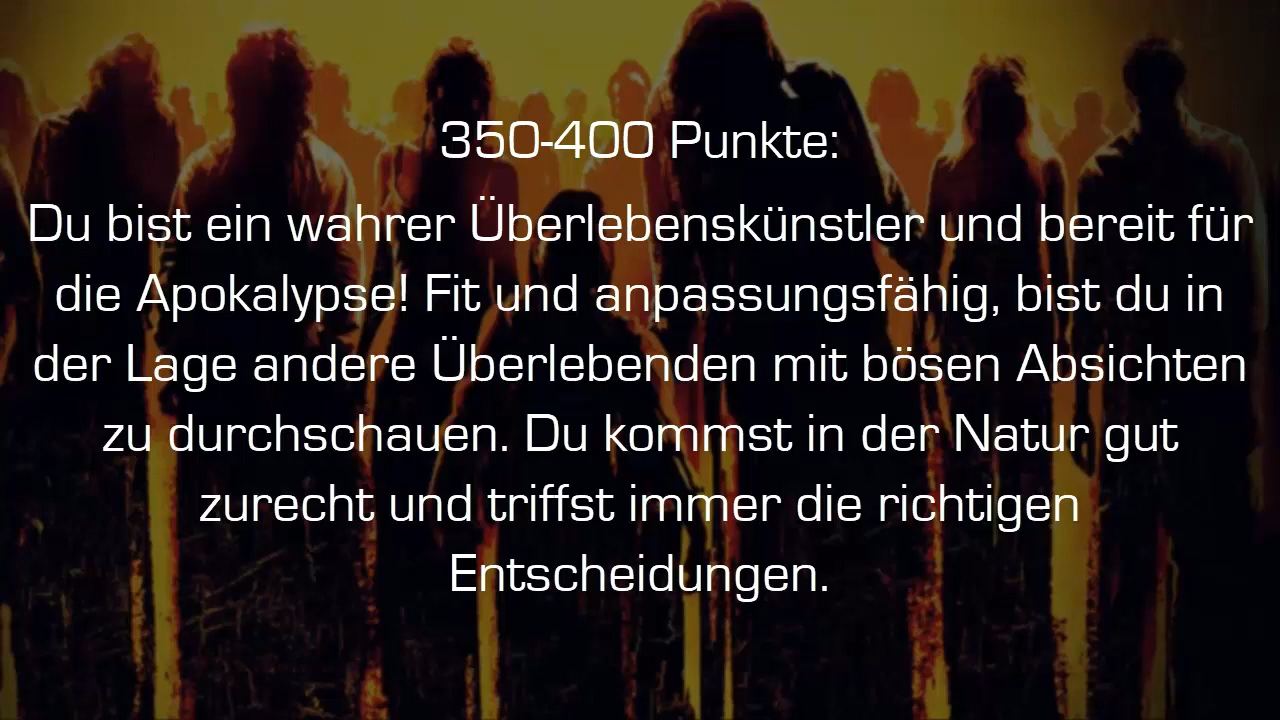 350-400 Punkte:
Du bist ein wahrer Überlebenskünstler und bereit für
die Apokalypse! Fit und anpassungsfähig, bist du in
der Lage andere Überlebenden mit bösen Absichten
zu durchschauen. Du kommst in der Natur gut
zurecht und triffst immer die richtigen
Entscheidungen.